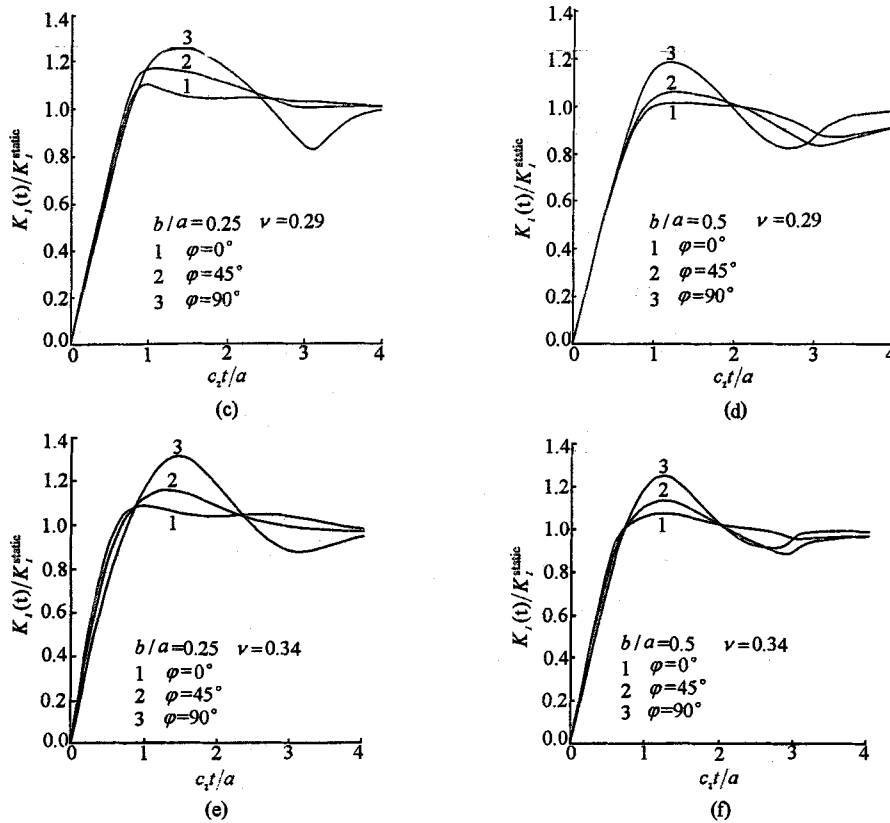 1.4
1.2
1.0
0.8
0.6
0.4
0.2
0.0
K_I(t)/K_I^static
3
2
1
b/a=0.25 ν=0.29
1 φ=0°
2 φ=45°
3 φ=90°
0 1 2 3 4
c₂t/a
(c)
1.4
1.2
1.0
0.8
0.6
0.4
0.2
0.0
K_I(t)/K_I^static
3
2
1
b/a=0.5 ν=0.29
1 φ=0°
2 φ=45°
3 φ=90°
0 1 2 3 4
c₂t/a
(d)
1.4
1.2
1.0
0.8
0.6
0.4
0.2
0.0
K_I(t)/K_I^static
3
2
1
b/a=0.25 ν=0.34
1 φ=0°
2 φ=45°
3 φ=90°
0 1 2 3 4
c₂t/a
(e)
1.4
1.2
1.0
0.8
0.6
0.4
0.2
0.0
K_I(t)/K_I^static
3
2
1
b/a=0.5 ν=0.34
1 φ=0°
2 φ=45°
3 φ=90°
0 1 2 3 4
c₂t/a
(f)